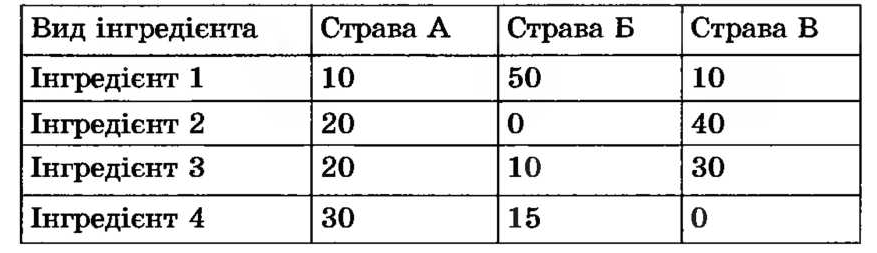 Вид інгредієнта Страва А Страва Б Страва В
Інгредієнт 1 10 50 10
Інгредієнт 2 20 0 40
Інгредієнт 3 20 10 30
Інгредієнт 4 30 15 0